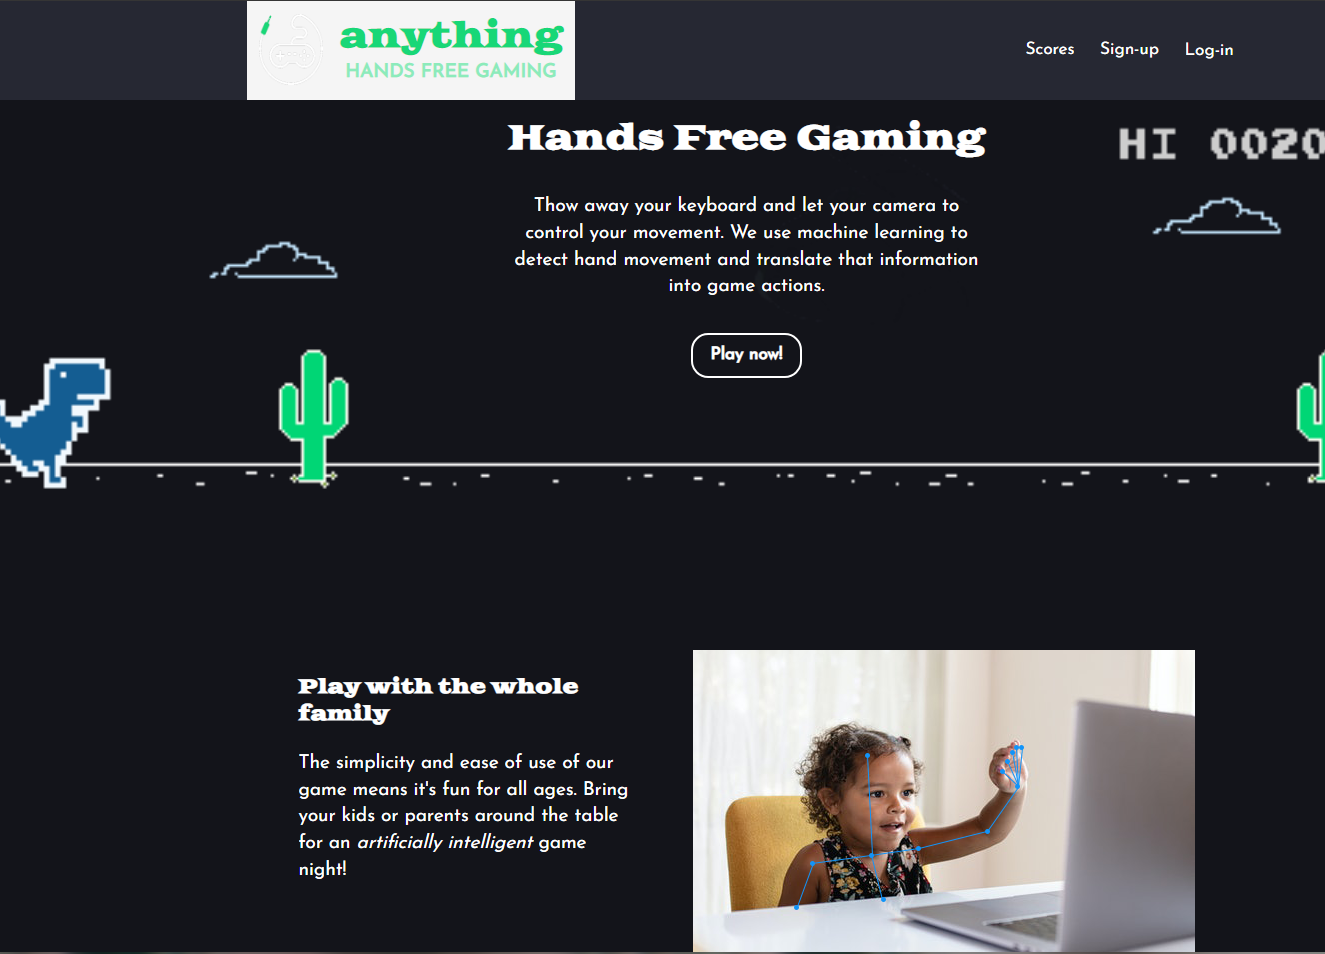 anything
HANDS FREE GAMING
Scores
Sign-up
Log-in
Hands Free Gaming
HI 0020
Thow away your keyboard and let your camera to
control your movement. We use machine learning to
detect hand movement and translate that information
into game actions.
Play now!
Play with the whole
family
The simplicity and ease of use of our
game means it's fun for all ages. Bring
your kids or parents around the table
for an artificially intelligent game
night!